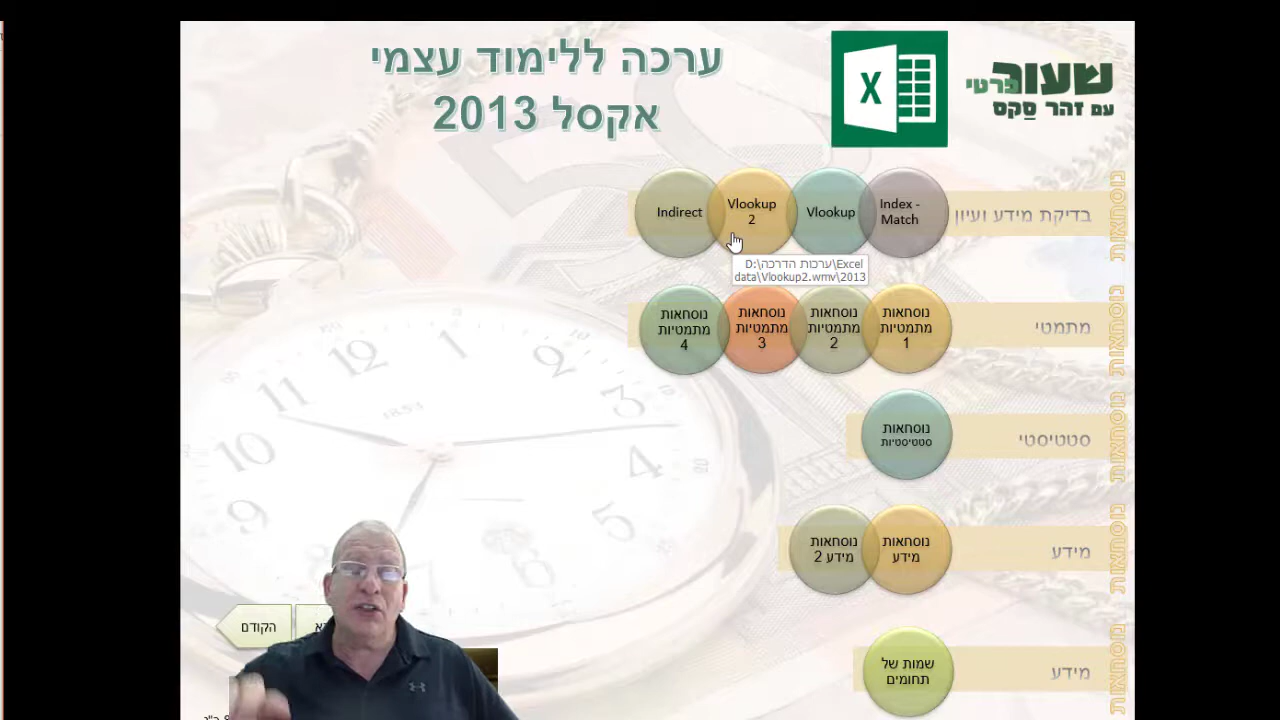 ערכה ללימוד עצמי
אקסל 2013
שעור
פרטי
עם זהר סַקס
נוסחאות
בדיקת מידע ועיון
Index -
Match
Vlookup
Vlookup
2
Indirect
D:\ערכות הדרכה\Excel
data\Vlookup2.wmv\2013
נוסחאות
מתמטי
נוסחאות
מתמטיות
1
נוסחאות
מתמטיות
2
נוסחאות
מתמטיות
3
נוסחאות
מתמטיות
4
נוסחאות
סטטיסטי
נוסחאות
סטטיסטיות
נוסחאות
מידע
נוסחאות
מידע
נוסחאות
מידע 2
נוסחאות
מידע
שמות של
תחומים
הקודם